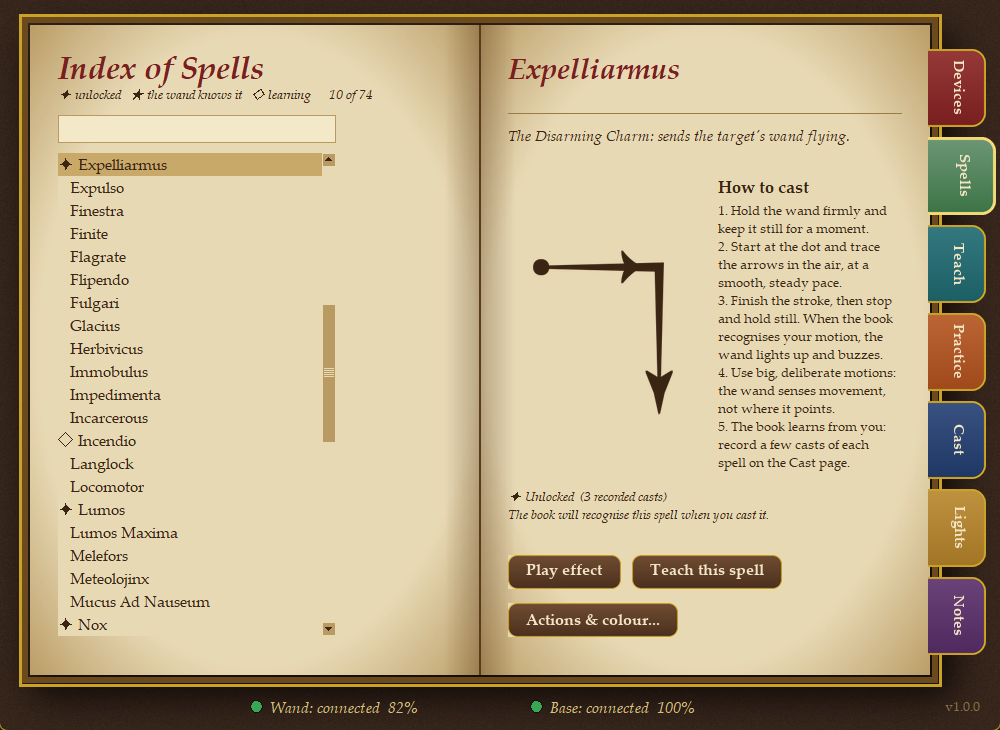 Index of Spells
✦ unlocked ★ the wand knows it ◇ learning 10 of 74
✦ Expelliarmus
Expulso
Finestra
Finite
Flagrate
Flipendo
Fulgari
Glacius
Herbivicus
Immobulus
Impedimenta
Incarcerous
◇ Incendio
Langlock
Locomotor
✦ Lumos
Lumos Maxima
Melefors
Meteolojinx
Mucus Ad Nauseum
✦ Nox
Expelliarmus
The Disarming Charm: sends the target's wand flying.
How to cast
1. Hold the wand firmly and
keep it still for a moment.
2. Start at the dot and trace
the arrows in the air, at a
smooth, steady pace.
3. Finish the stroke, then stop
and hold still. When the book
recognises your motion, the
wand lights up and buzzes.
4. Use big, deliberate motions:
the wand senses movement,
not where it points.
5. The book learns from you:
record a few casts of each
spell on the Cast page.
✦ Unlocked (3 recorded casts)
The book will recognise this spell when you cast it.
Play effect
Teach this spell
Actions & colour...
Devices
Spells
Teach
Practice
Cast
Lights
Notes
Wand: connected 82%
Base: connected 100%
v1.0.0